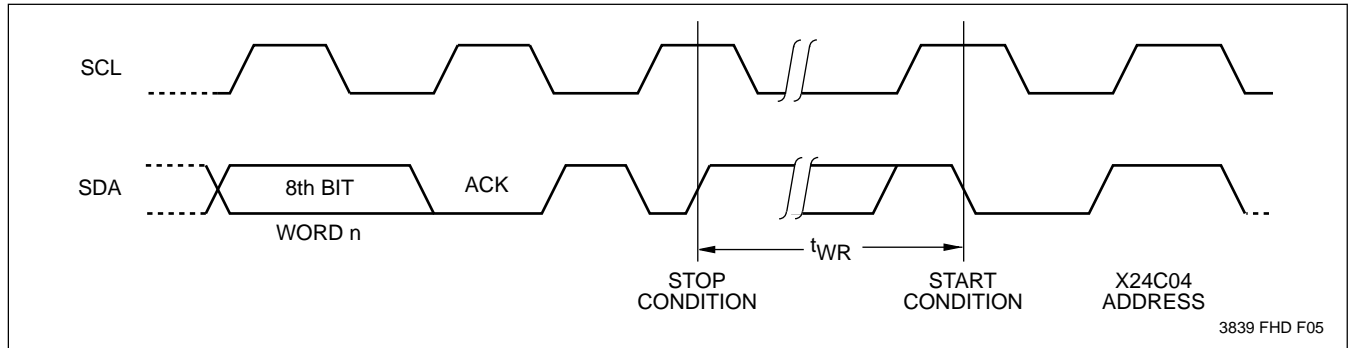 SCL
SDA
8th BIT
ACK
WORD n
tWR
STOP
CONDITION
START
CONDITION
X24C04
ADDRESS
3839 FHD F05